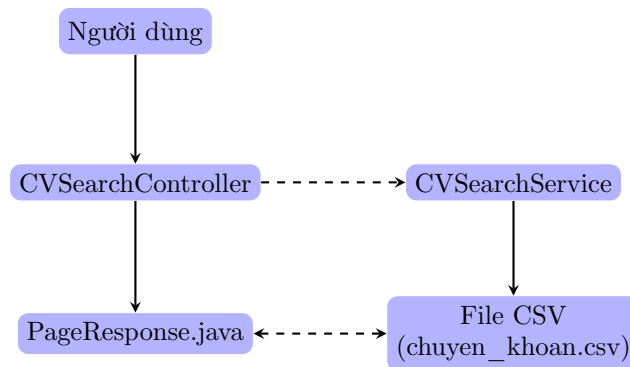 Người dùng
CVSearchController
CVSearchService
PageResponse.java
File CSV
(chuyen_khoan.csv)